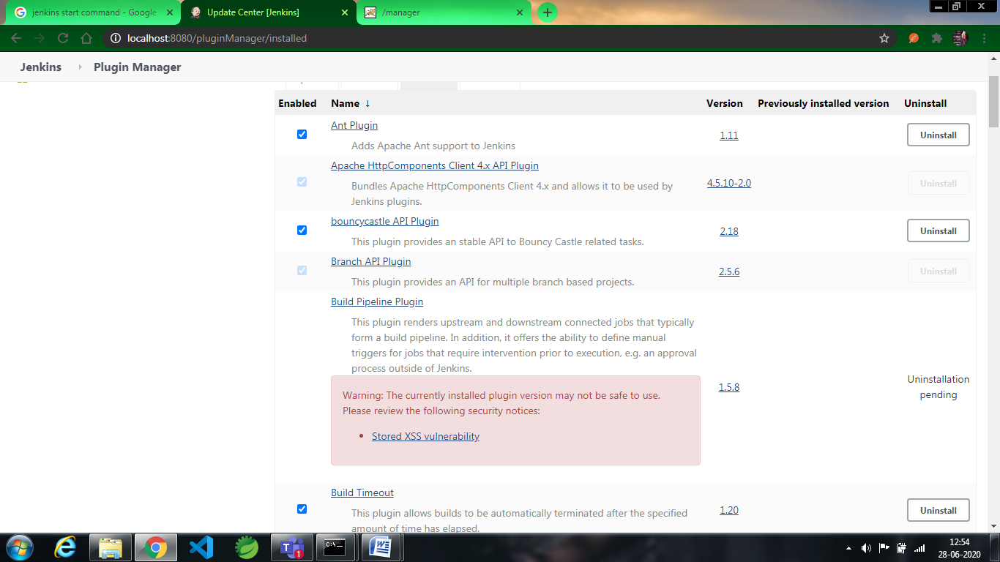 jenkins start command - Google
Update Center [Jenkins]
/manager
localhost:8080/pluginManager/installed
Jenkins
Plugin Manager
Enabled Name ↓ Version Previously installed version Uninstall
Ant Plugin
Adds Apache Ant support to Jenkins
1.11
Uninstall
Apache HttpComponents Client 4.x API Plugin
Bundles Apache HttpComponents Client 4.x and allows it to be used by
Jenkins plugins.
4.5.10-2.0
Uninstall
bouncycastle API Plugin
This plugin provides an stable API to Bouncy Castle related tasks.
2.18
Uninstall
Branch API Plugin
This plugin provides an API for multiple branch based projects.
2.5.6
Uninstall
Build Pipeline Plugin
This plugin renders upstream and downstream connected jobs that typically
form a build pipeline. In addition, it offers the ability to define manual
triggers for jobs that require intervention prior to execution, e.g. an approval
process outside of Jenkins.
Warning: The currently installed plugin version may not be safe to use.
Please review the following security notices:
• Stored XSS vulnerability
1.5.8
Uninstallation
pending
Build Timeout
This plugin allows builds to be automatically terminated after the specified
amount of time has elapsed.
1.20
Uninstall
C:\_
1
12:54
28-06-2020